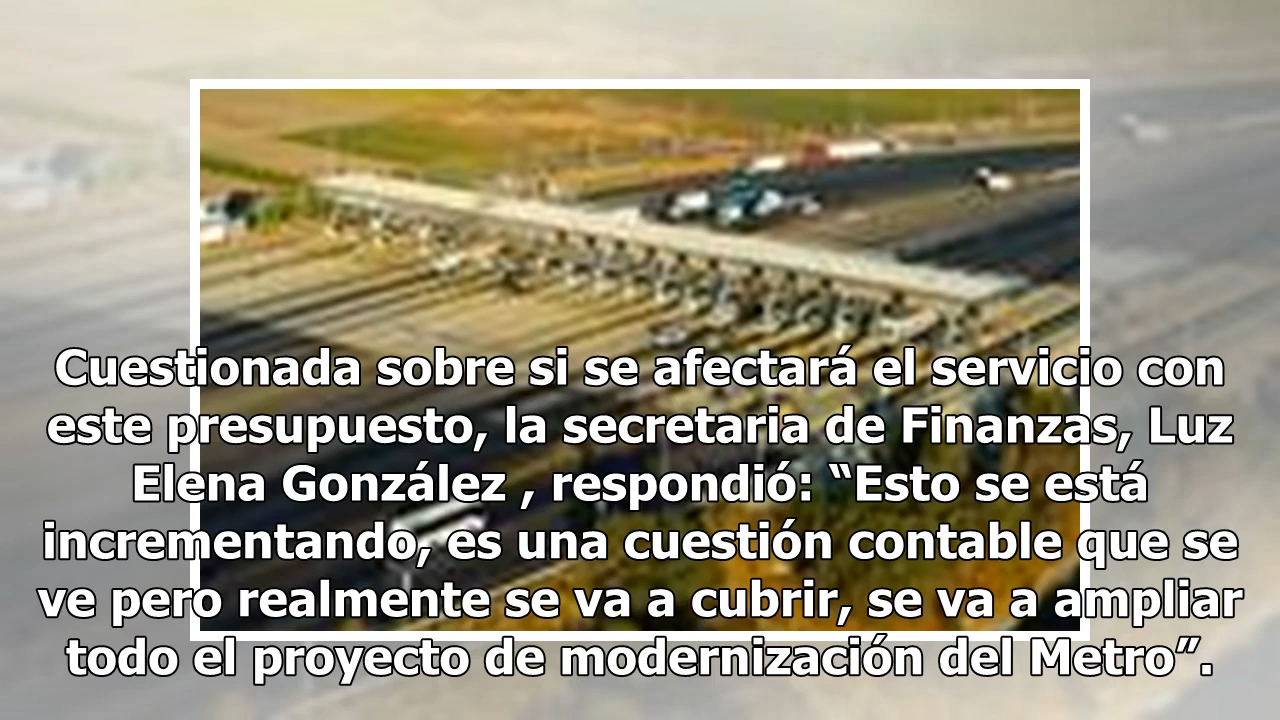 Cuestionada sobre si se afectará el servicio con
este presupuesto, la secretaria de Finanzas, Luz
Elena González , respondió: “Esto se está
incrementando, es una cuestión contable que se
ve pero realmente se va a cubrir, se va a ampliar
todo el proyecto de modernización del Metro”.